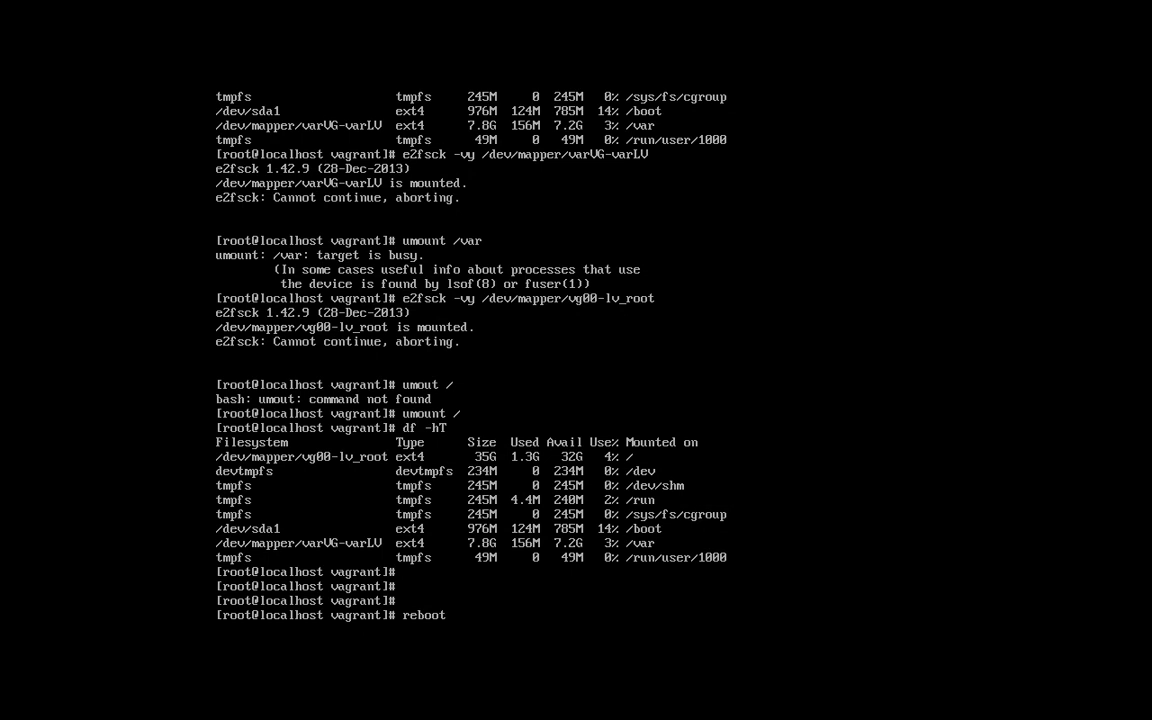 tmpfs                    tmpfs     245M     0  245M   0% /sys/fs/cgroup
/dev/sda1                ext4      976M  124M  785M  14% /boot
/dev/mapper/varVG-varLV  ext4      7.8G  156M  7.2G   3% /var
tmpfs                    tmpfs      49M     0   49M   0% /run/user/1000
[root@localhost vagrant]# e2fsck -vy /dev/mapper/varVG-varLV
e2fsck 1.42.9 (28-Dec-2013)
/dev/mapper/varVG-varLV is mounted.
e2fsck: Cannot continue, aborting.
[root@localhost vagrant]# umount /var
umount: /var: target is busy.
        (In some cases useful info about processes that use
         the device is found by lsof(8) or fuser(1))
[root@localhost vagrant]# e2fsck -vy /dev/mapper/vg00-lv_root
e2fsck 1.42.9 (28-Dec-2013)
/dev/mapper/vg00-lv_root is mounted.
e2fsck: Cannot continue, aborting.
[root@localhost vagrant]# umout /
bash: umout: command not found
[root@localhost vagrant]# umount /
[root@localhost vagrant]# df -hT
Filesystem               Type      Size  Used Avail Use% Mounted on
/dev/mapper/vg00-lv_root ext4       35G  1.3G   32G   4% /
devtmpfs                 devtmpfs  234M     0  234M   0% /dev
tmpfs                    tmpfs     245M     0  245M   0% /dev/shm
tmpfs                    tmpfs     245M  4.4M  240M   2% /run
tmpfs                    tmpfs     245M     0  245M   0% /sys/fs/cgroup
/dev/sda1                ext4      976M  124M  785M  14% /boot
/dev/mapper/varVG-varLV  ext4      7.8G  156M  7.2G   3% /var
tmpfs                    tmpfs      49M     0   49M   0% /run/user/1000
[root@localhost vagrant]#
[root@localhost vagrant]#
[root@localhost vagrant]#
[root@localhost vagrant]# reboot